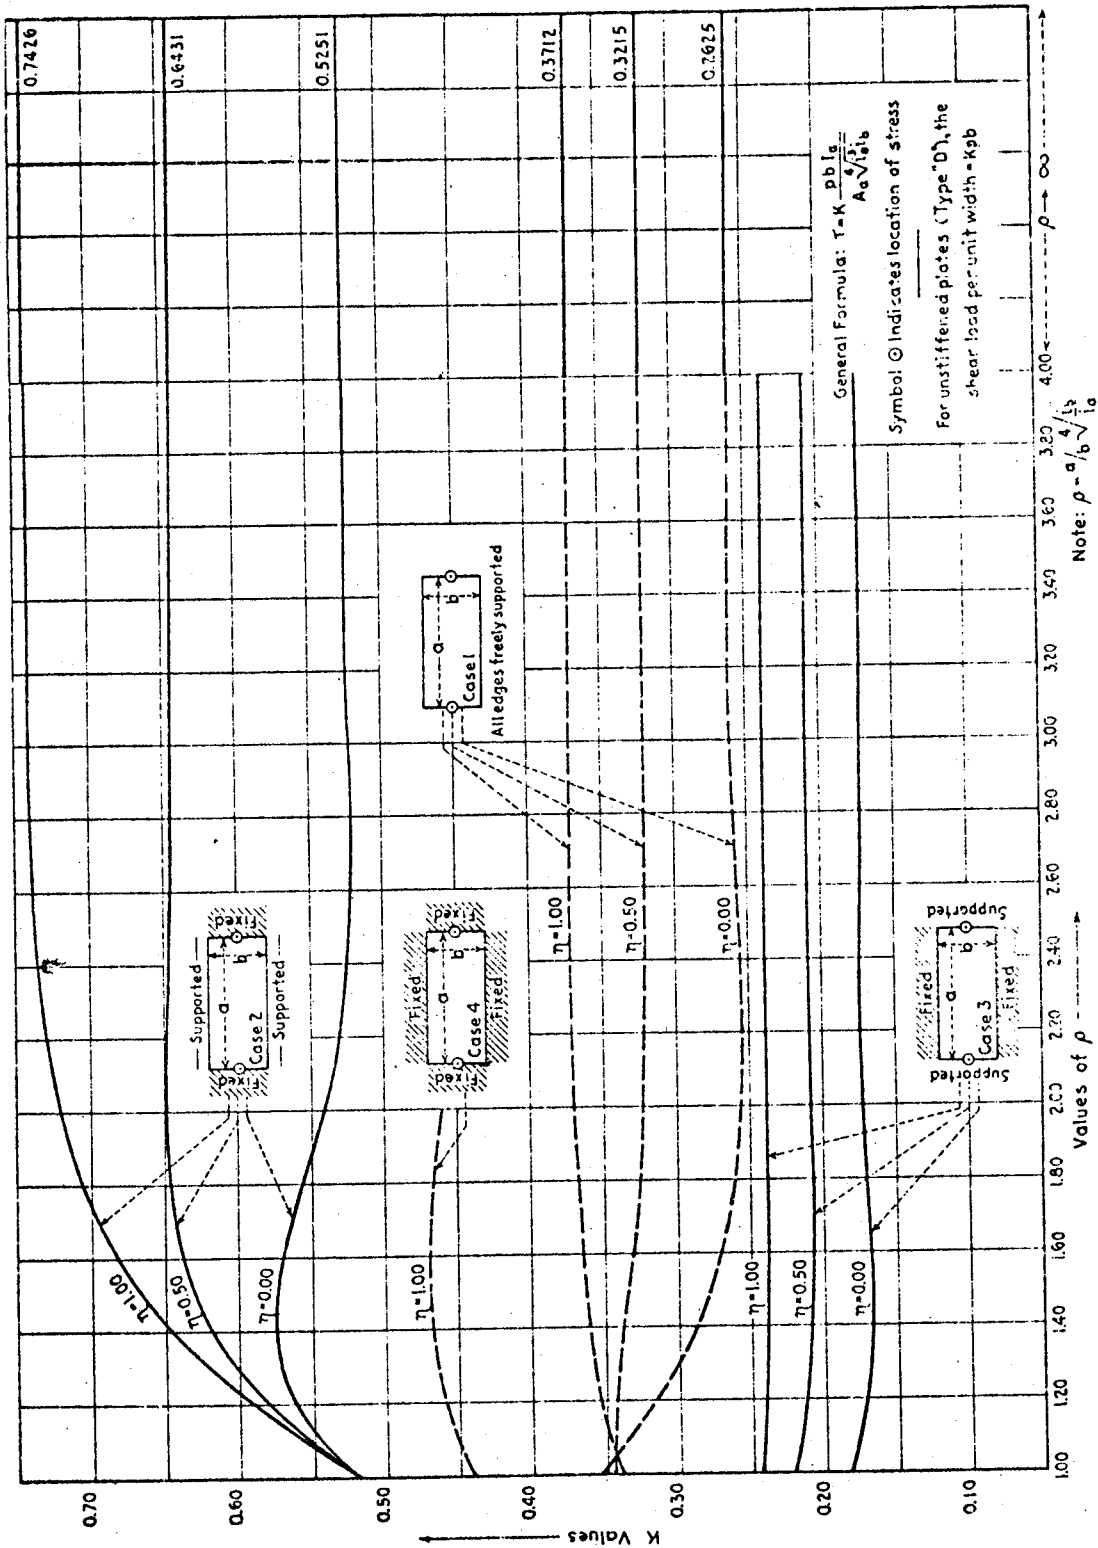 0.7426
0.6431
0.5251
0.3712
0.3215
0.2625
K Values
0.70
0.60
0.50
0.40
0.30
0.20
0.10
η=1.00
η=0.50
η=0.00
Supported
Fixed
a
b
Fixed
Case 2
Supported
η=1.00
Fixed
Fixed
a
b
Fixed
Case 4
Fixed
a
b
Case 1
All edges freely supported
η=1.00
η=0.50
η=0.00
η=1.00
η=0.50
η=0.00
Fixed
Supported
a
b
Supported
Case 3
Fixed
General Formula: τ=K pbia / Aa ∜iaib
Symbol ⊙ Indicates location of stress
For unstiffened plates (Type "D"), the
shear load per unit width = Kpb
1.00 1.20 1.40 1.60 1.80 2.00 2.20 2.40 2.60 2.80 3.00 3.20 3.40 3.60 3.80 4.00 ρ → ∞
Values of ρ
Note: ρ = a/b ∜ib/ia